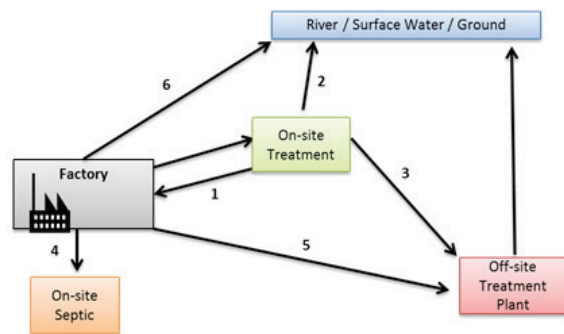 River / Surface Water / Ground
6
2
On-site
Treatment
Factory
1
3
4
5
On-site
Septic
Off-site
Treatment
Plant